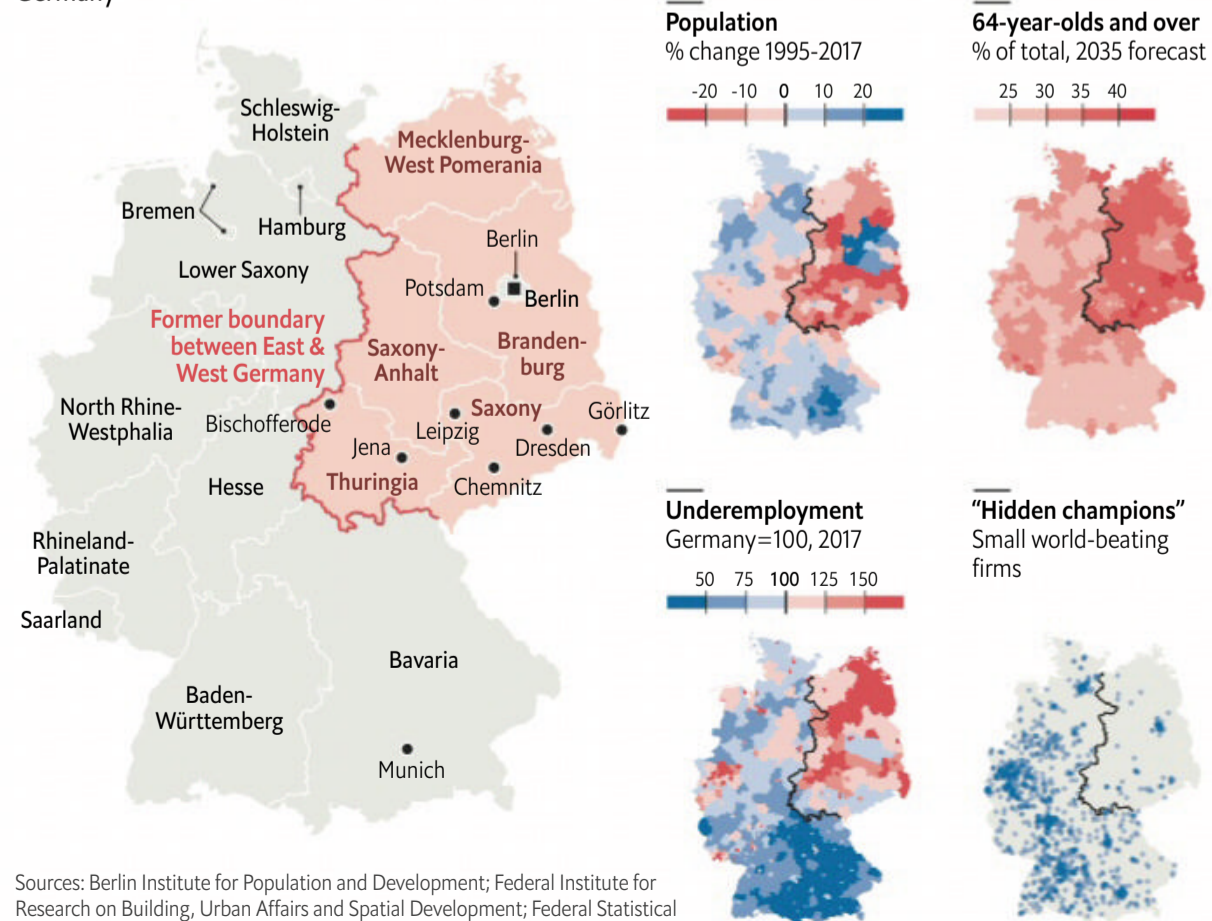 Germany
Schleswig-
Holstein
Mecklenburg-
West Pomerania
Bremen
Hamburg
Berlin
Lower Saxony
Potsdam
Berlin
Former boundary
between East &
West Germany
Saxony-
Anhalt
Branden-
burg
North Rhine-
Westphalia
Bischofferode
Saxony
Görlitz
Leipzig
Jena
Dresden
Hesse
Thuringia
Chemnitz
Rhineland-
Palatinate
Saarland
Bavaria
Baden-
Württemberg
Munich
Sources: Berlin Institute for Population and Development; Federal Institute for
Research on Building, Urban Affairs and Spatial Development; Federal Statistical
Population
% change 1995-2017
-20 -10 0 10 20
64-year-olds and over
% of total, 2035 forecast
25 30 35 40
Underemployment
Germany=100, 2017
50 75 100 125 150
“Hidden champions”
Small world-beating
firms